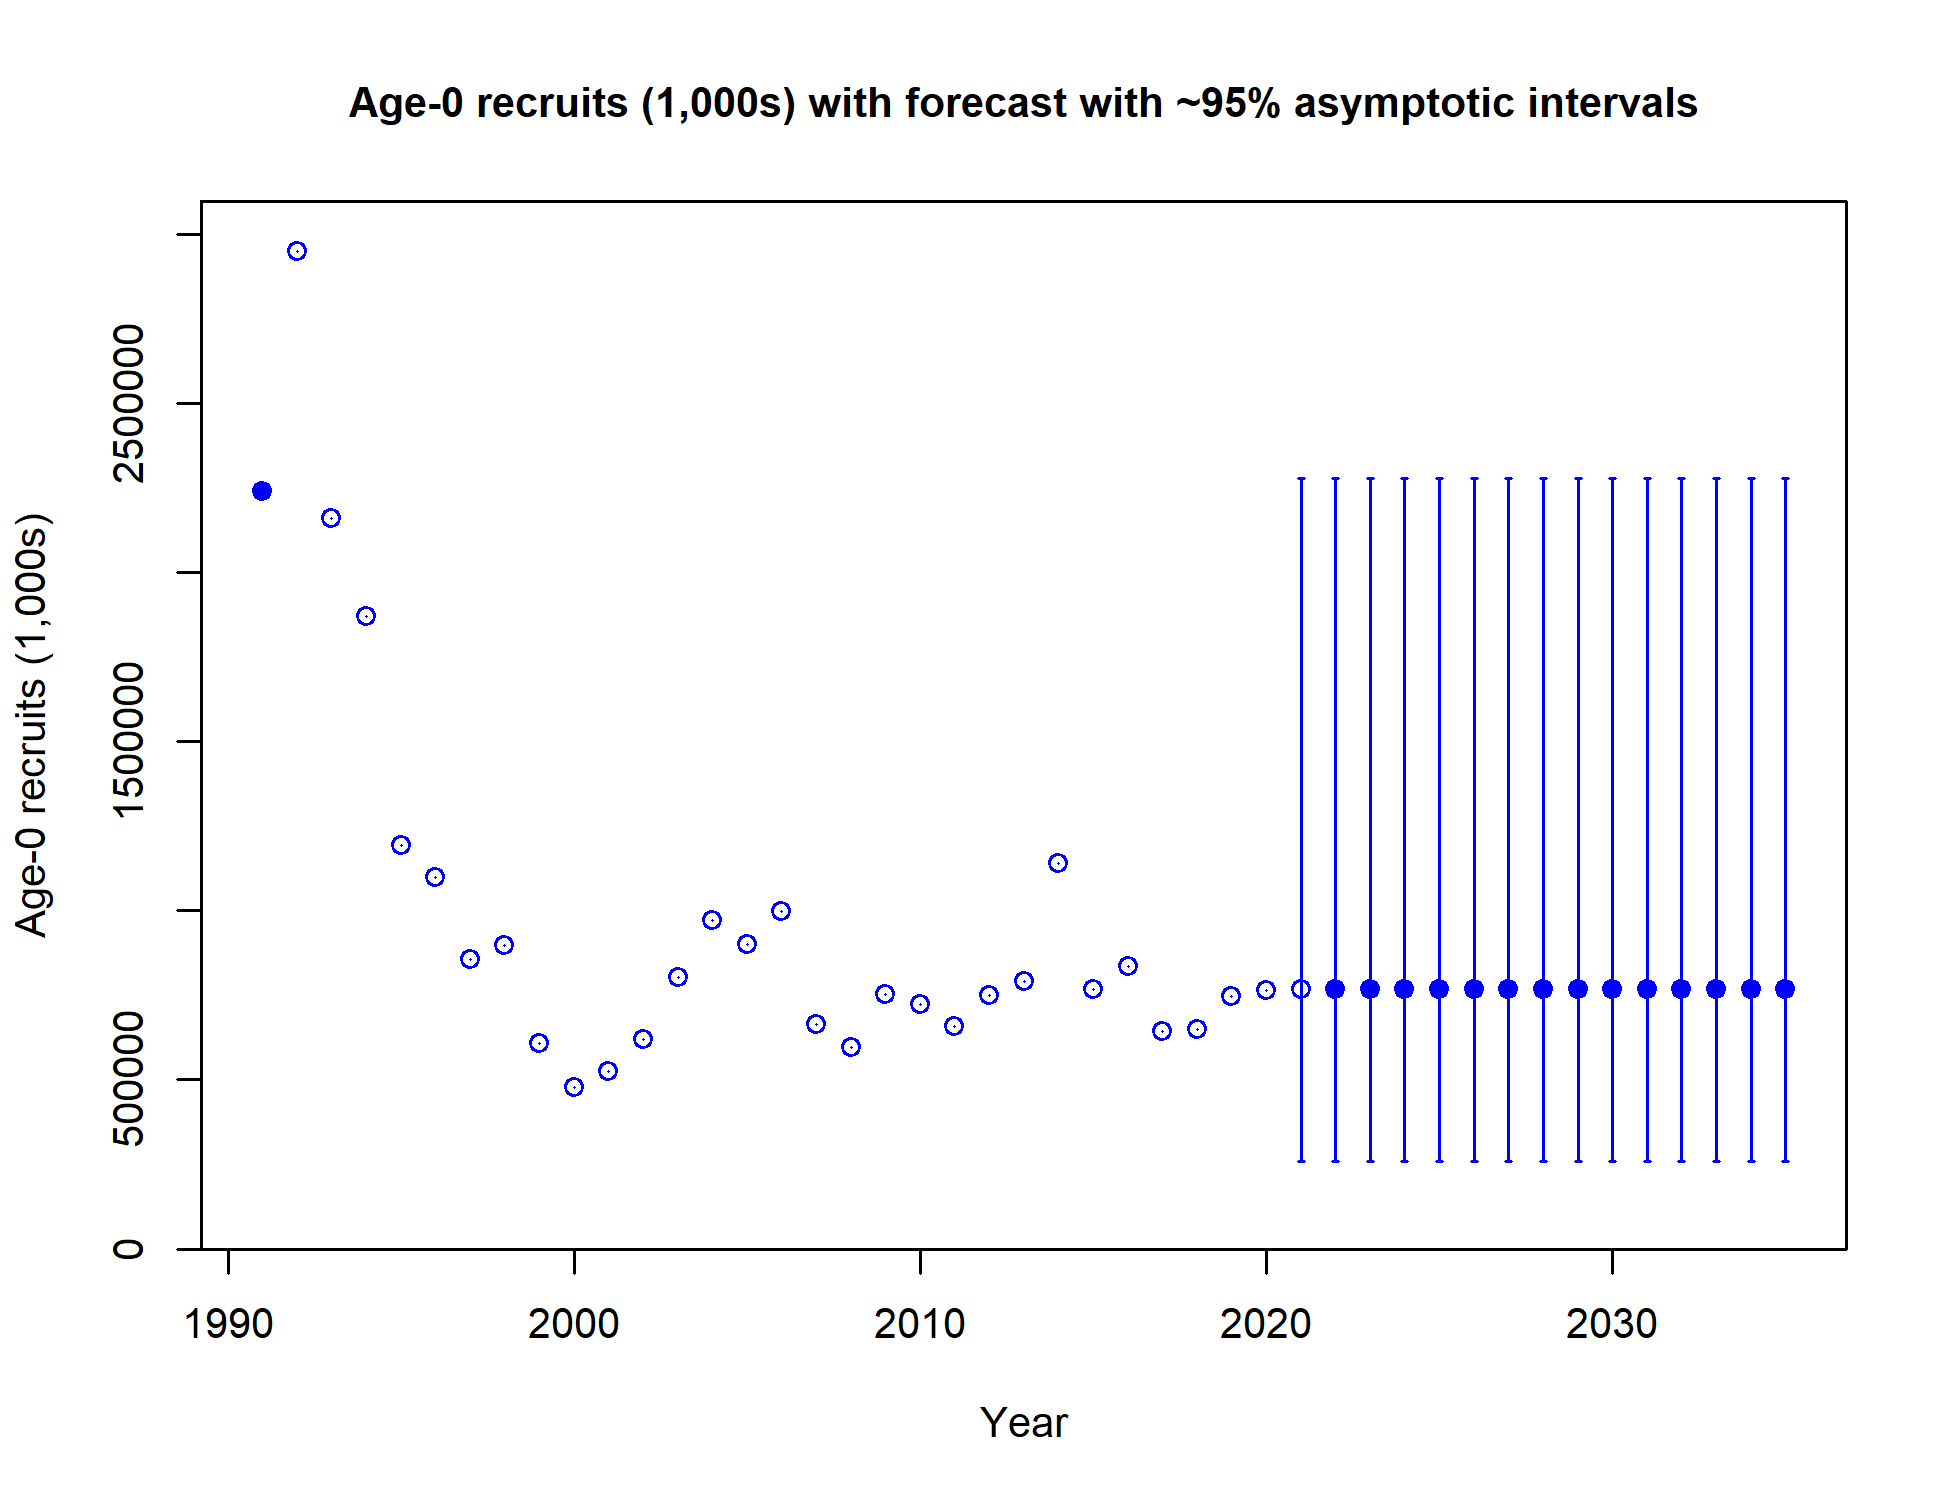 Age-0 recruits (1,000s) with forecast with ~95% asymptotic intervals
Age-0 recruits (1,000s)
2500000
1500000
500000
0
1990 2000 2010 2020 2030
Year